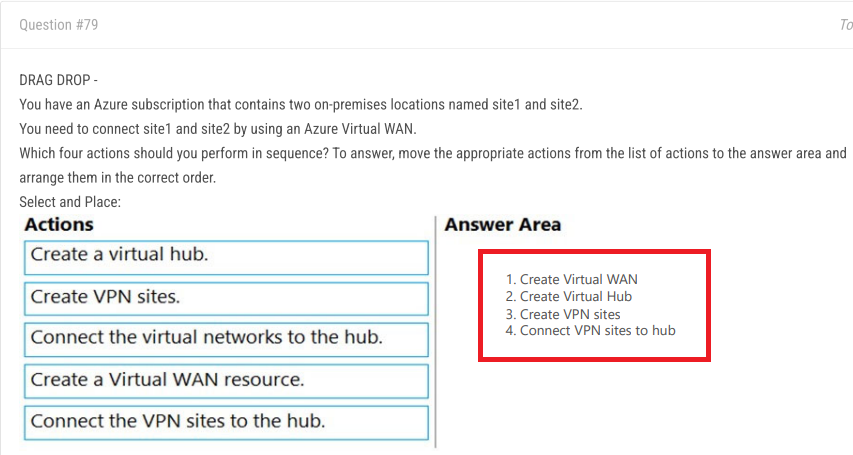 Question #79
To
DRAG DROP -
You have an Azure subscription that contains two on-premises locations named site1 and site2.
You need to connect site1 and site2 by using an Azure Virtual WAN.
Which four actions should you perform in sequence? To answer, move the appropriate actions from the list of actions to the answer area and
arrange them in the correct order.
Select and Place:
Actions
Create a virtual hub.
Create VPN sites.
Connect the virtual networks to the hub.
Create a Virtual WAN resource.
Connect the VPN sites to the hub.
Answer Area
1. Create Virtual WAN
2. Create Virtual Hub
3. Create VPN sites
4. Connect VPN sites to hub